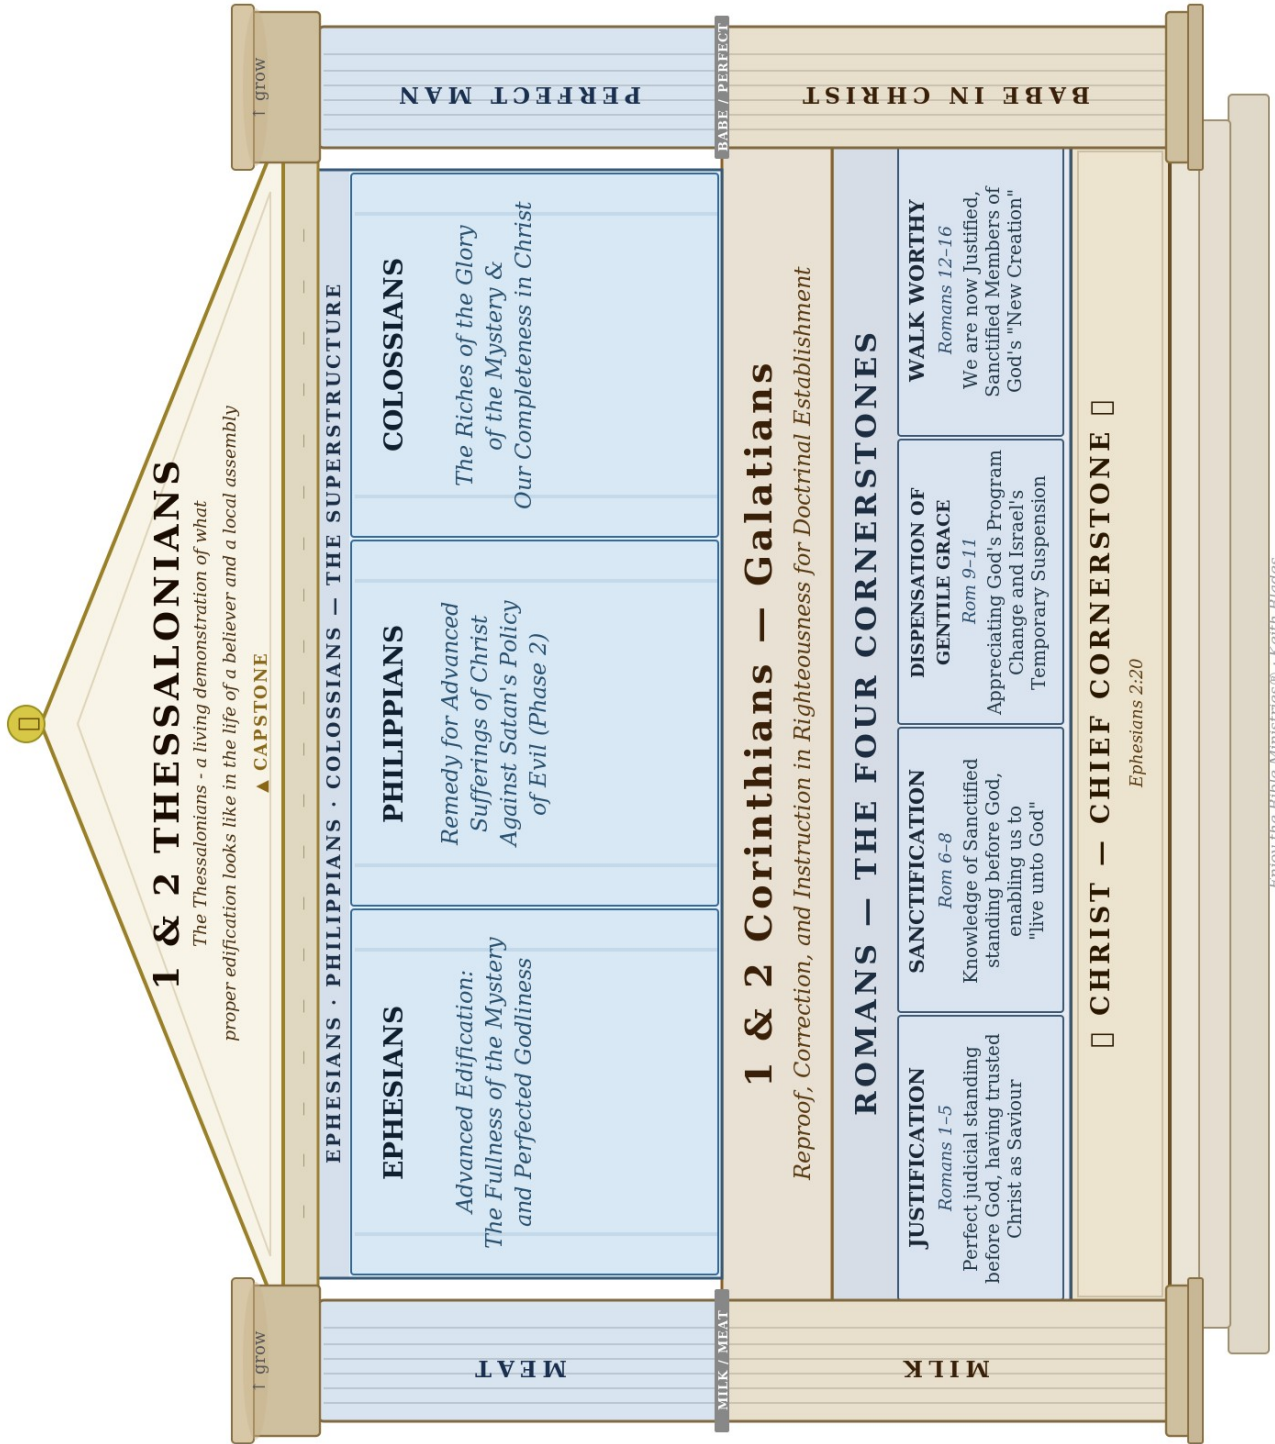 1 & 2 THESSALONIANS
The Thessalonians - a living demonstration of what
proper edification looks like in the life of a believer and a local assembly
▲ CAPSTONE
↑ grow
↑ grow
EPHESIANS · PHILIPPIANS · COLOSSIANS — THE SUPERSTRUCTURE
EPHESIANS
Advanced Edification:
The Fullness of the Mystery
and Perfected Godliness
PHILIPPIANS
Remedy for Advanced
Sufferings of Christ
Against Satan's Policy
of Evil (Phase 2)
COLOSSIANS
The Riches of the Glory
of the Mystery &
Our Completeness in Christ
MEAT
PERFECT MAN
MILK / MEAT
BABE / PERFECT
1 & 2 Corinthians — Galatians
Reproof, Correction, and Instruction in Righteousness for Doctrinal Establishment
MILK
BABE IN CHRIST
ROMANS — THE FOUR CORNERSTONES
JUSTIFICATION
Romans 1–5
Perfect judicial standing
before God, having trusted
Christ as Saviour
SANCTIFICATION
Rom 6–8
Knowledge of Sanctified
standing before God,
enabling us to
"live unto God"
DISPENSATION OF
GENTILE GRACE
Rom 9–11
Appreciating God's Program
Change and Israel's
Temporary Suspension
WALK WORTHY
Romans 12–16
We are now Justified,
Sanctified Members of
God's "New Creation"
CHRIST — CHIEF CORNERSTONE
Ephesians 2:20